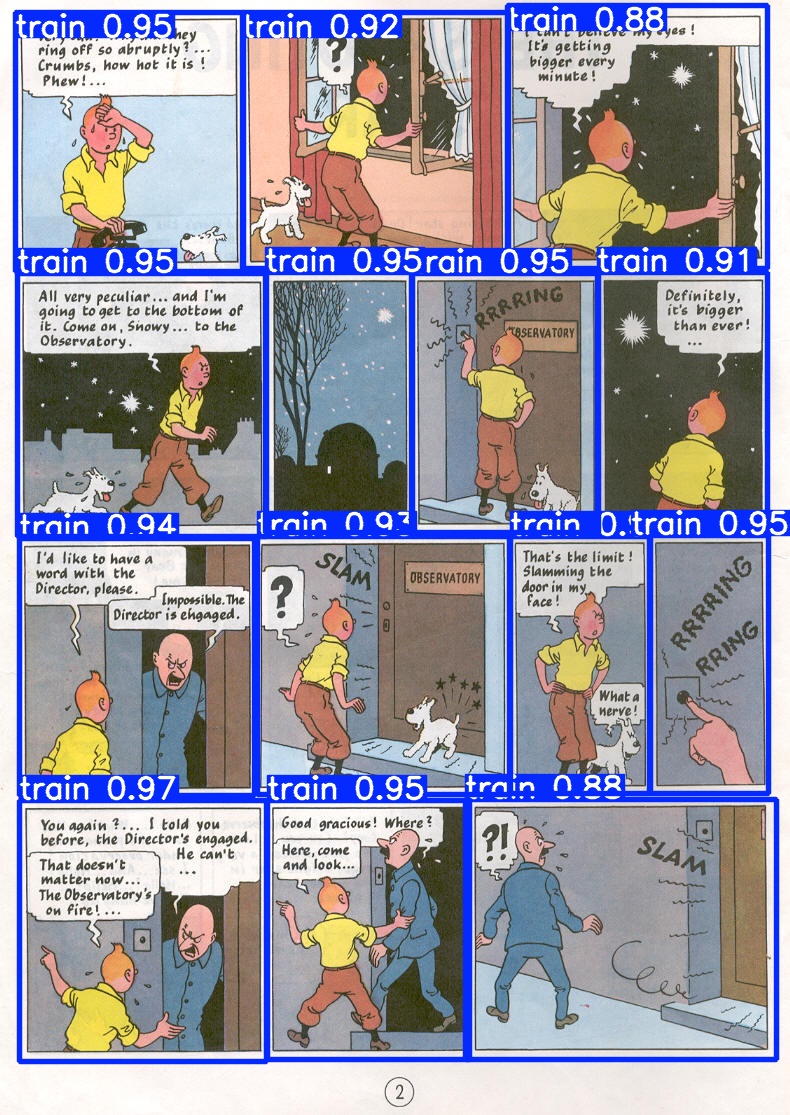 train 0.95
ring off so abruptly?...
Crumbs, how hot it is!
Phew!...
train 0.92
?
train 0.88
I can't believe my eyes!
It's getting
bigger every
minute!
train 0.95
All very peculiar... and I'm
going to get to the bottom of
it. Come on, Snowy... to the
Observatory.
train 0.95
rain 0.95
RRRRING
OBSERVATORY
train 0.91
Definitely,
it's bigger
than ever!
...
train 0.94
I'd like to have a
word with the
Director, please.
Impossible. The
Director is engaged.
train 0.93
?
SLAM
OBSERVATORY
train 0.
That's the limit!
Slamming the
door in my
face!
What a
nerve!
train 0.95
RRRRING
RRING
train 0.97
You again?... I told you
before, the Director's engaged.
He can't
...
That doesn't
matter now...
The Observatory's
on fire!...
train 0.95
Good gracious! Where?
Here, come
and look...
train 0.88
?!
SLAM
2